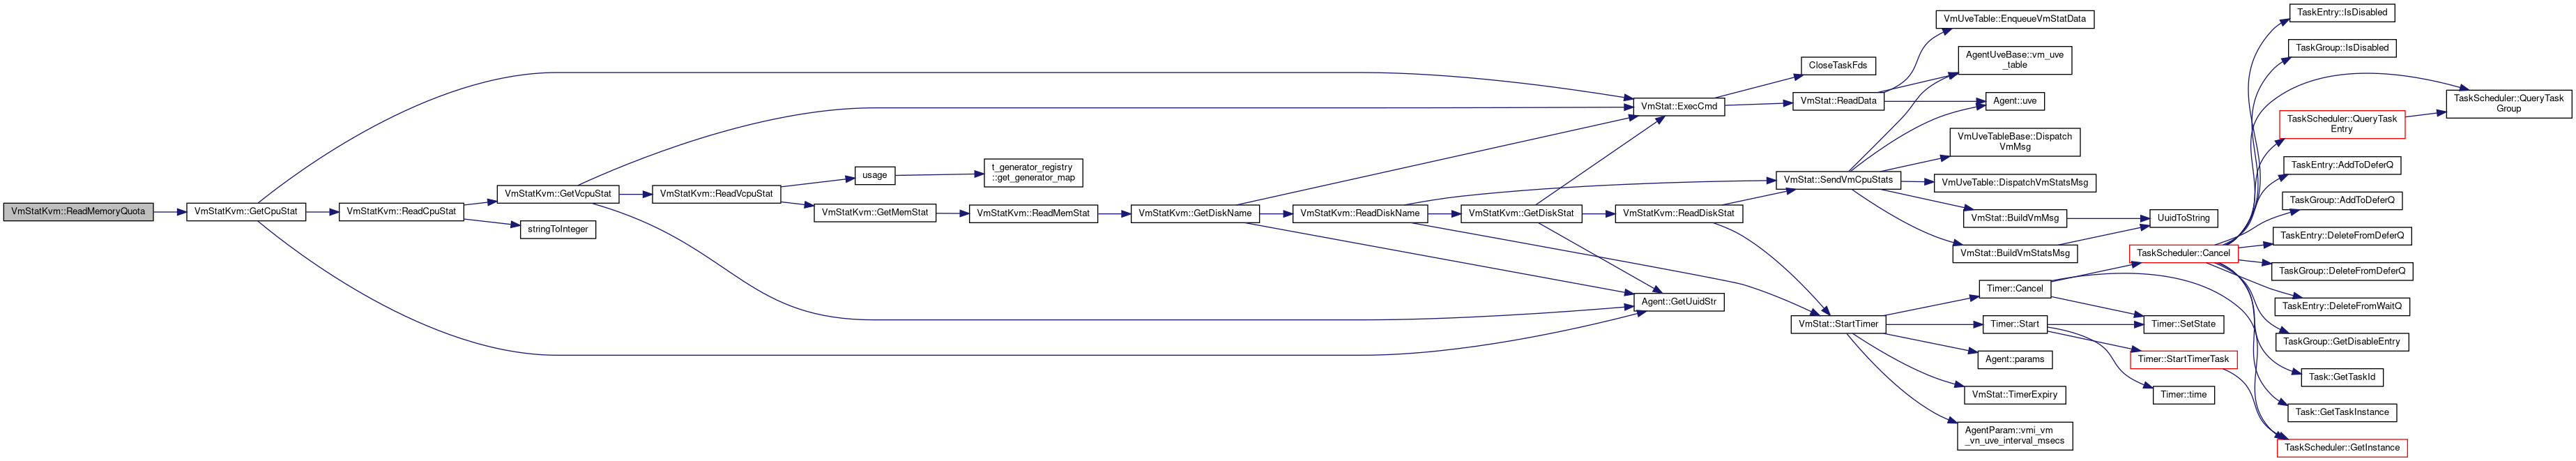 VmStatKvm::ReadMemoryQuota
VmStatKvm::GetCpuStat
VmStatKvm::ReadCpuStat
VmStatKvm::GetVcpuStat
stringToInteger
VmStatKvm::ReadVcpuStat
usage
VmStatKvm::GetMemStat
t_generator_registry
::get_generator_map
VmStatKvm::ReadMemStat
VmStatKvm::GetDiskName
VmStatKvm::ReadDiskName
VmStatKvm::GetDiskStat
VmStatKvm::ReadDiskStat
VmStat::ExecCmd
Agent::GetUuidStr
CloseTaskFds
VmStat::ReadData
VmStat::SendVmCpuStats
VmStat::StartTimer
VmUveTable::EnqueueVmStatData
AgentUveBase::vm_uve
_table
Agent::uve
VmUveTableBase::Dispatch
VmMsg
VmUveTable::DispatchVmStatsMsg
VmStat::BuildVmMsg
VmStat::BuildVmStatsMsg
Timer::Cancel
Timer::Start
Agent::params
VmStat::TimerExpiry
AgentParam::vmi_vm
_vn_uve_interval_msecs
UuidToString
TaskScheduler::Cancel
Timer::SetState
Timer::StartTimerTask
Timer::time
TaskEntry::IsDisabled
TaskGroup::IsDisabled
TaskScheduler::QueryTask
Entry
TaskEntry::AddToDeferQ
TaskGroup::AddToDeferQ
TaskEntry::DeleteFromDeferQ
TaskGroup::DeleteFromDeferQ
TaskEntry::DeleteFromWaitQ
TaskGroup::GetDisableEntry
Task::GetTaskId
Task::GetTaskInstance
TaskScheduler::GetInstance
TaskScheduler::QueryTask
Group